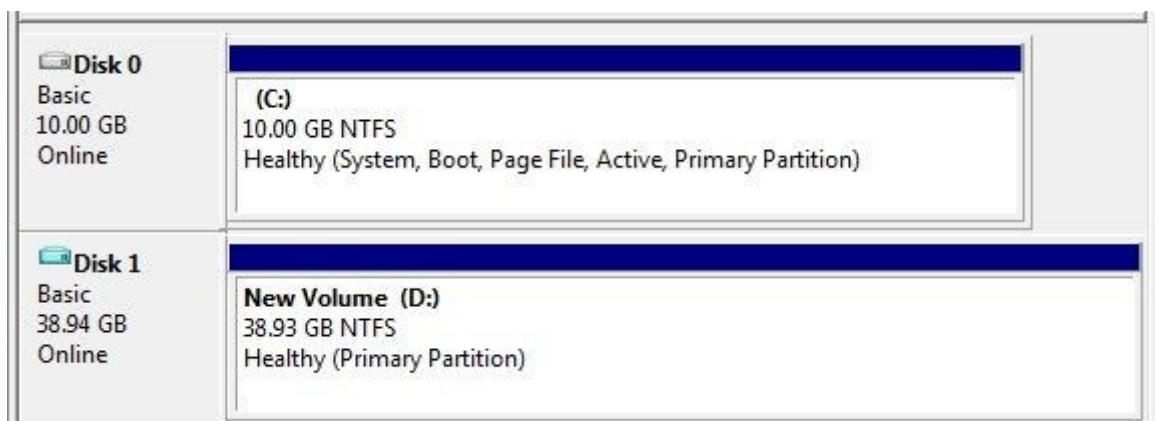 Disk 0
Basic
10.00 GB
Online
(C:)
10.00 GB NTFS
Healthy (System, Boot, Page File, Active, Primary Partition)
Disk 1
Basic
38.94 GB
Online
New Volume (D:)
38.93 GB NTFS
Healthy (Primary Partition)